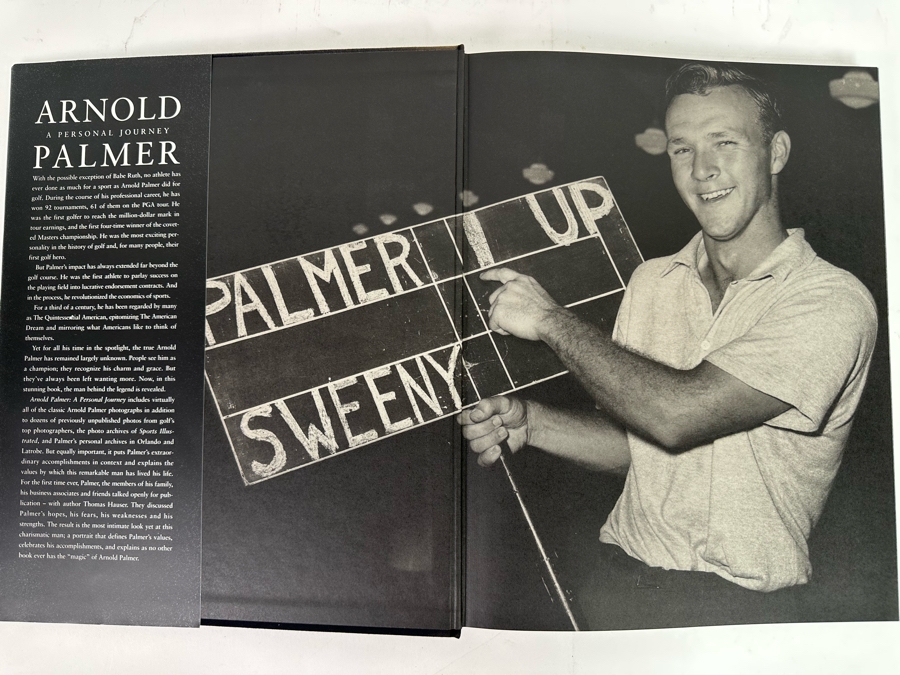 ARNOLD
A PERSONAL JOURNEY
PALMER
With the possible exception of Babe Ruth, no athlete has
ever done as much for a sport as Arnold Palmer did for
golf. During the course of his professional career, he has
won 92 tournaments, 61 of them on the PGA tour. He
was the first golfer to reach the million-dollar mark in
tour earnings, and the first four-time winner of the covet-
ed Masters championship. He was the most exciting per-
sonality in the history of golf and, for many people, their
first golf hero.
But Palmer's impact has always extended far beyond the
golf course. He was the first athlete to parlay success on
the playing field into lucrative endorsement contracts. And
in the process, he revolutionized the economics of sports.
For a third of a century, he has been regarded by many
as The Quintessential American, epitomizing The American
Dream and mirroring what Americans like to think of
themselves.
Yet for all his time in the spotlight, the true Arnold
Palmer has remained largely unknown. People see him as
a champion; they recognize his charm and grace. But
they've always been left wanting more. Now, in this
stunning book, the man behind the legend is revealed.
Arnold Palmer: A Personal Journey includes virtually
all of the classic Arnold Palmer photographs in addition
to dozens of previously unpublished photos from golf's
top photographers, the photo archives of Sports Illus-
trated, and Palmer's personal archives in Orlando and
Latrobe. But equally important, it puts Palmer's extraor-
dinary accomplishments in context and explains the
values by which this remarkable man has lived his life.
For the first time ever, Palmer, the members of his family,
his business associates and friends talked openly for pub-
lication – with author Thomas Hauser. They discussed
Palmer's hopes, his fears, his weaknesses and his
strengths. The result is the most intimate look yet at this
charismatic man; a portrait that defines Palmer's values,
celebrates his accomplishments, and explains as no other
book ever has the "magic" of Arnold Palmer.
PALMER 1 UP
SWEENY